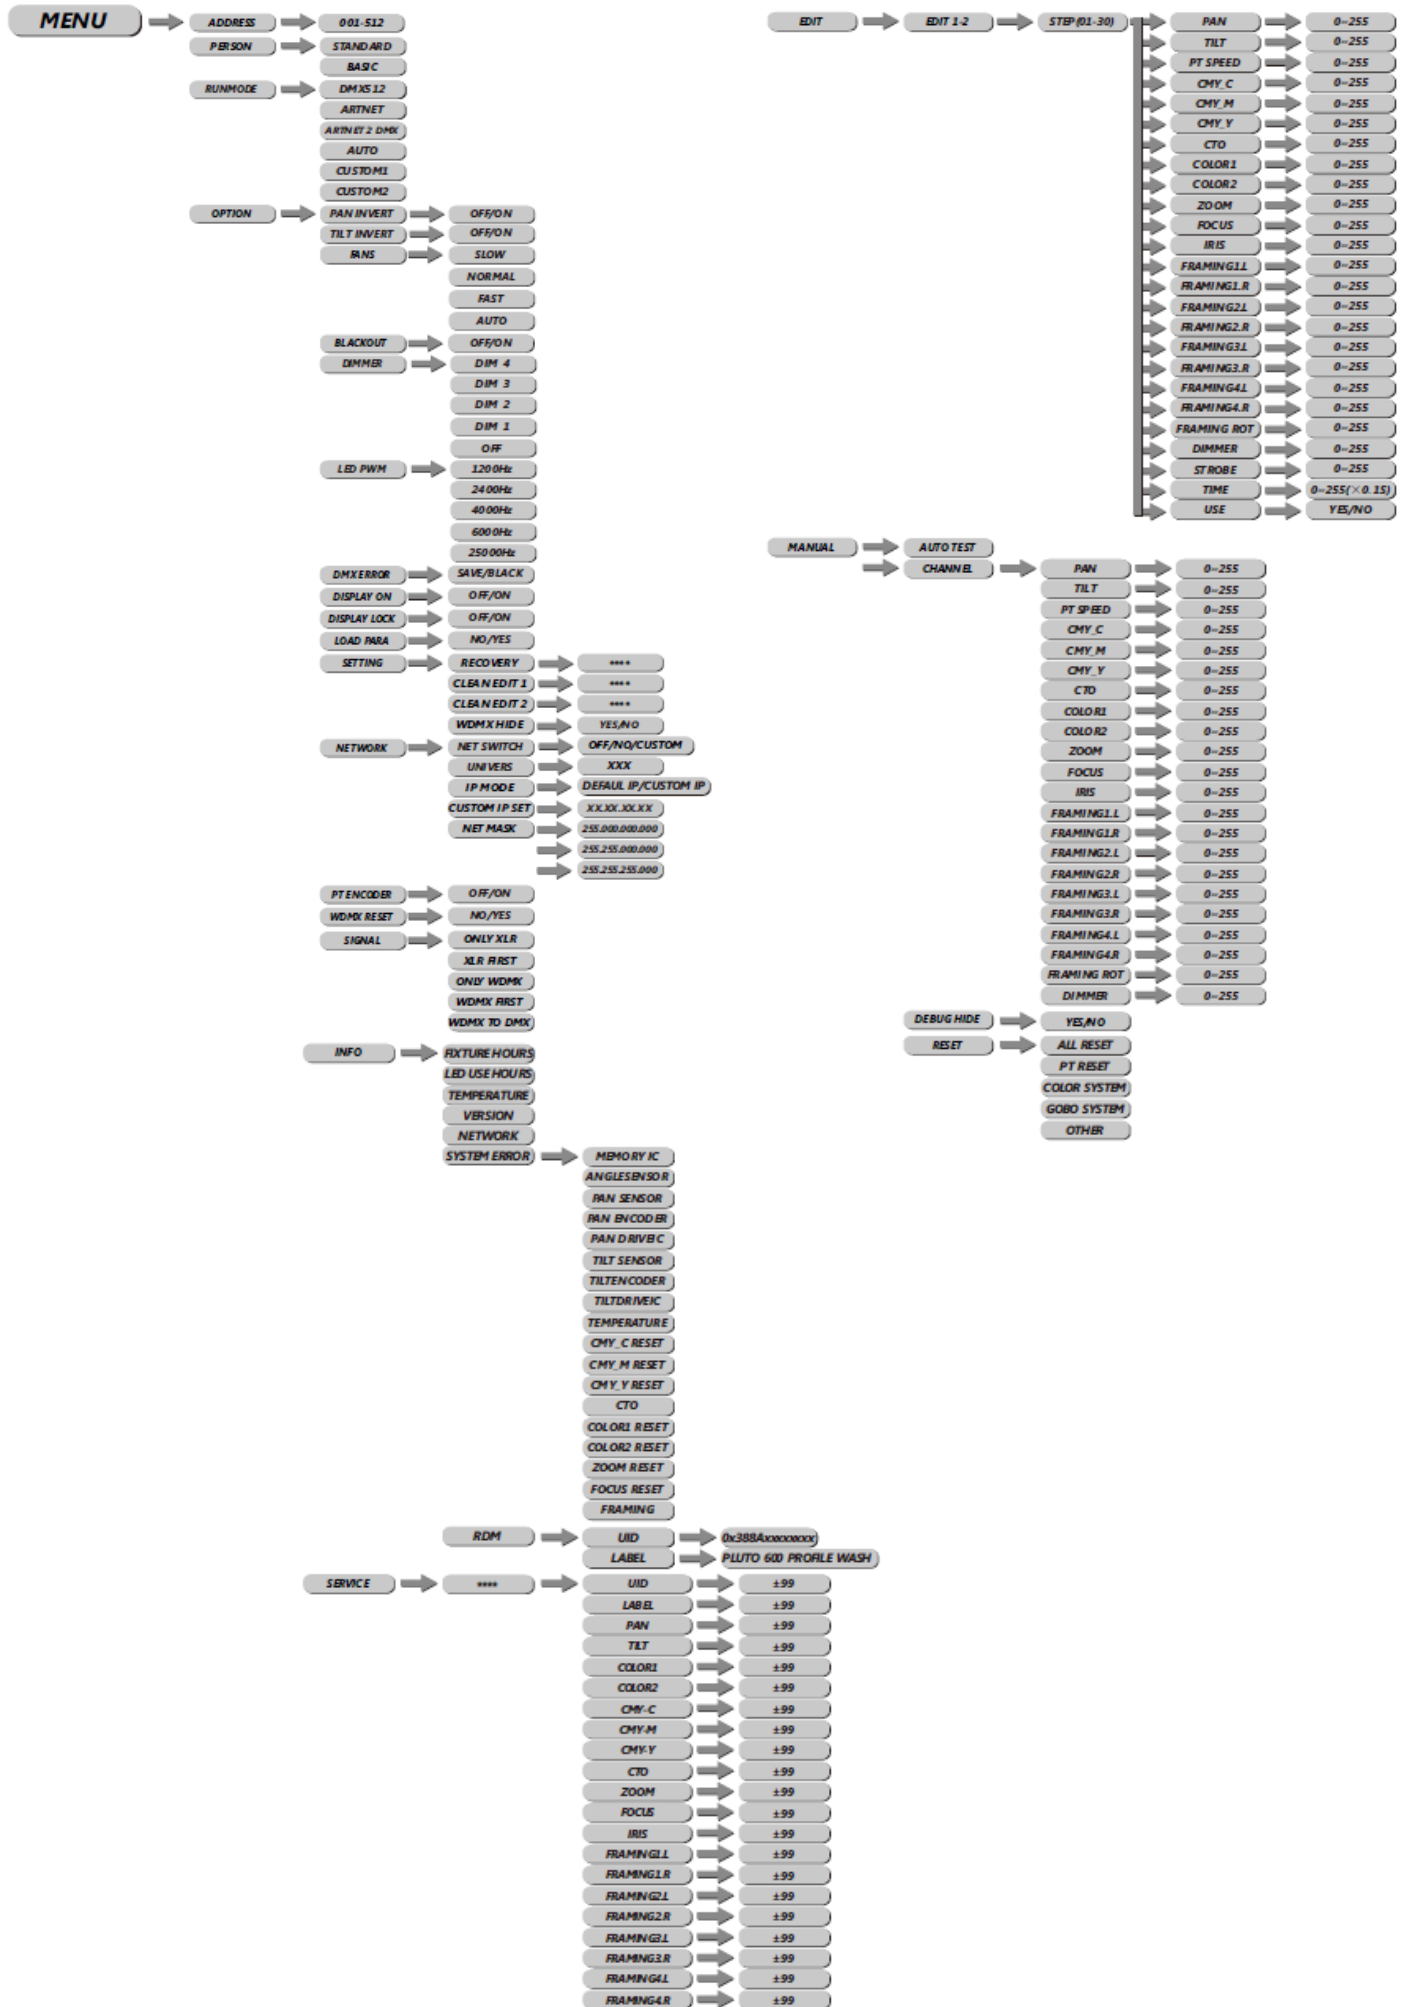 MENU ADDRESS 001-512
PERSON STANDARD
BASIC
RUNMODE DMX512
ARTNET
ARTNET2 DMX
AUTO
CUSTOM1
CUSTOM2
OPTION PAN INVERT OFF/ON
TILT INVERT OFF/ON
FANS SLOW
NORMAL
FAST
AUTO
BLACKOUT OFF/ON
DIMMER DIM 4
DIM 3
DIM 2
DIM 1
OFF
LED PWM 1200Hz
2400Hz
4000Hz
6000Hz
25000Hz
DMX ERROR SAVE/BLACK
DISPLAY ON OFF/ON
DISPLAY LOCK OFF/ON
LOAD PARA NO/YES
SETTING RECOVERY ****
CLEAN EDIT 1 ****
CLEAN EDIT 2 ****
WDMX HIDE YES/NO
NETWORK NET SWITCH OFF/NO/CUSTOM
UNIVERS XXX
IP MODE DEFAUL IP/CUSTOM IP
CUSTOM IP SET XX.XX.XX.XX
NET MASK 255.000.000.000
255.255.000.000
255.255.255.000
PT ENCODER OFF/ON
WDMX RESET NO/YES
SIGNAL ONLY XLR
XLR FIRST
ONLY WDMX
WDMX FIRST
WDMX TO DMX
INFO FIXTURE HOURS
LED USE HOURS
TEMPERATURE
VERSION
NETWORK
SYSTEM ERROR MEMORY IC
ANGLESENSOR
PAN SENSOR
PAN ENCODER
PAN DRIVEIC
TILT SENSOR
TILTENCODER
TILTDRIVEIC
TEMPERATURE
CMY_C RESET
CMY_M RESET
CMY_Y RESET
CTO
COLOR1 RESET
COLOR2 RESET
ZOOM RESET
FOCUS RESET
FRAMING
RDM UID 0x388Axxxxxxxx
LABEL PLUTO 600 PROFILE WASH
SERVICE **** UID ±99
LABEL ±99
PAN ±99
TILT ±99
COLOR1 ±99
COLOR2 ±99
CMY-C ±99
CMY-M ±99
CMY-Y ±99
CTO ±99
ZOOM ±99
FOCUS ±99
IRIS ±99
FRAMING1.L ±99
FRAMING1.R ±99
FRAMING2.L ±99
FRAMING2.R ±99
FRAMING3.L ±99
FRAMING3.R ±99
FRAMING4.L ±99
FRAMING4.R ±99
EDIT EDIT 1-2 STEP(01-30) PAN 0–255
TILT 0–255
PT SPEED 0–255
CMY_C 0–255
CMY_M 0–255
CMY_Y 0–255
CTO 0–255
COLOR1 0–255
COLOR2 0–255
ZOOM 0–255
FOCUS 0–255
IRIS 0–255
FRAMING1.L 0–255
FRAMING1.R 0–255
FRAMING2.L 0–255
FRAMING2.R 0–255
FRAMING3.L 0–255
FRAMING3.R 0–255
FRAMING4.L 0–255
FRAMING4.R 0–255
FRAMING ROT 0–255
DIMMER 0–255
STROBE 0–255
TIME 0–255(×0.1S)
USE YES/NO
MANUAL AUTO TEST
CHANNEL PAN 0–255
TILT 0–255
PT SPEED 0–255
CMY_C 0–255
CMY_M 0–255
CMY_Y 0–255
CTO 0–255
COLOR1 0–255
COLOR2 0–255
ZOOM 0–255
FOCUS 0–255
IRIS 0–255
FRAMING1.L 0–255
FRAMING1.R 0–255
FRAMING2.L 0–255
FRAMING2.R 0–255
FRAMING3.L 0–255
FRAMING3.R 0–255
FRAMING4.L 0–255
FRAMING4.R 0–255
FRAMING ROT 0–255
DIMMER 0–255
DEBUG HIDE YES/NO
RESET ALL RESET
PT RESET
COLOR SYSTEM
GOBO SYSTEM
OTHER